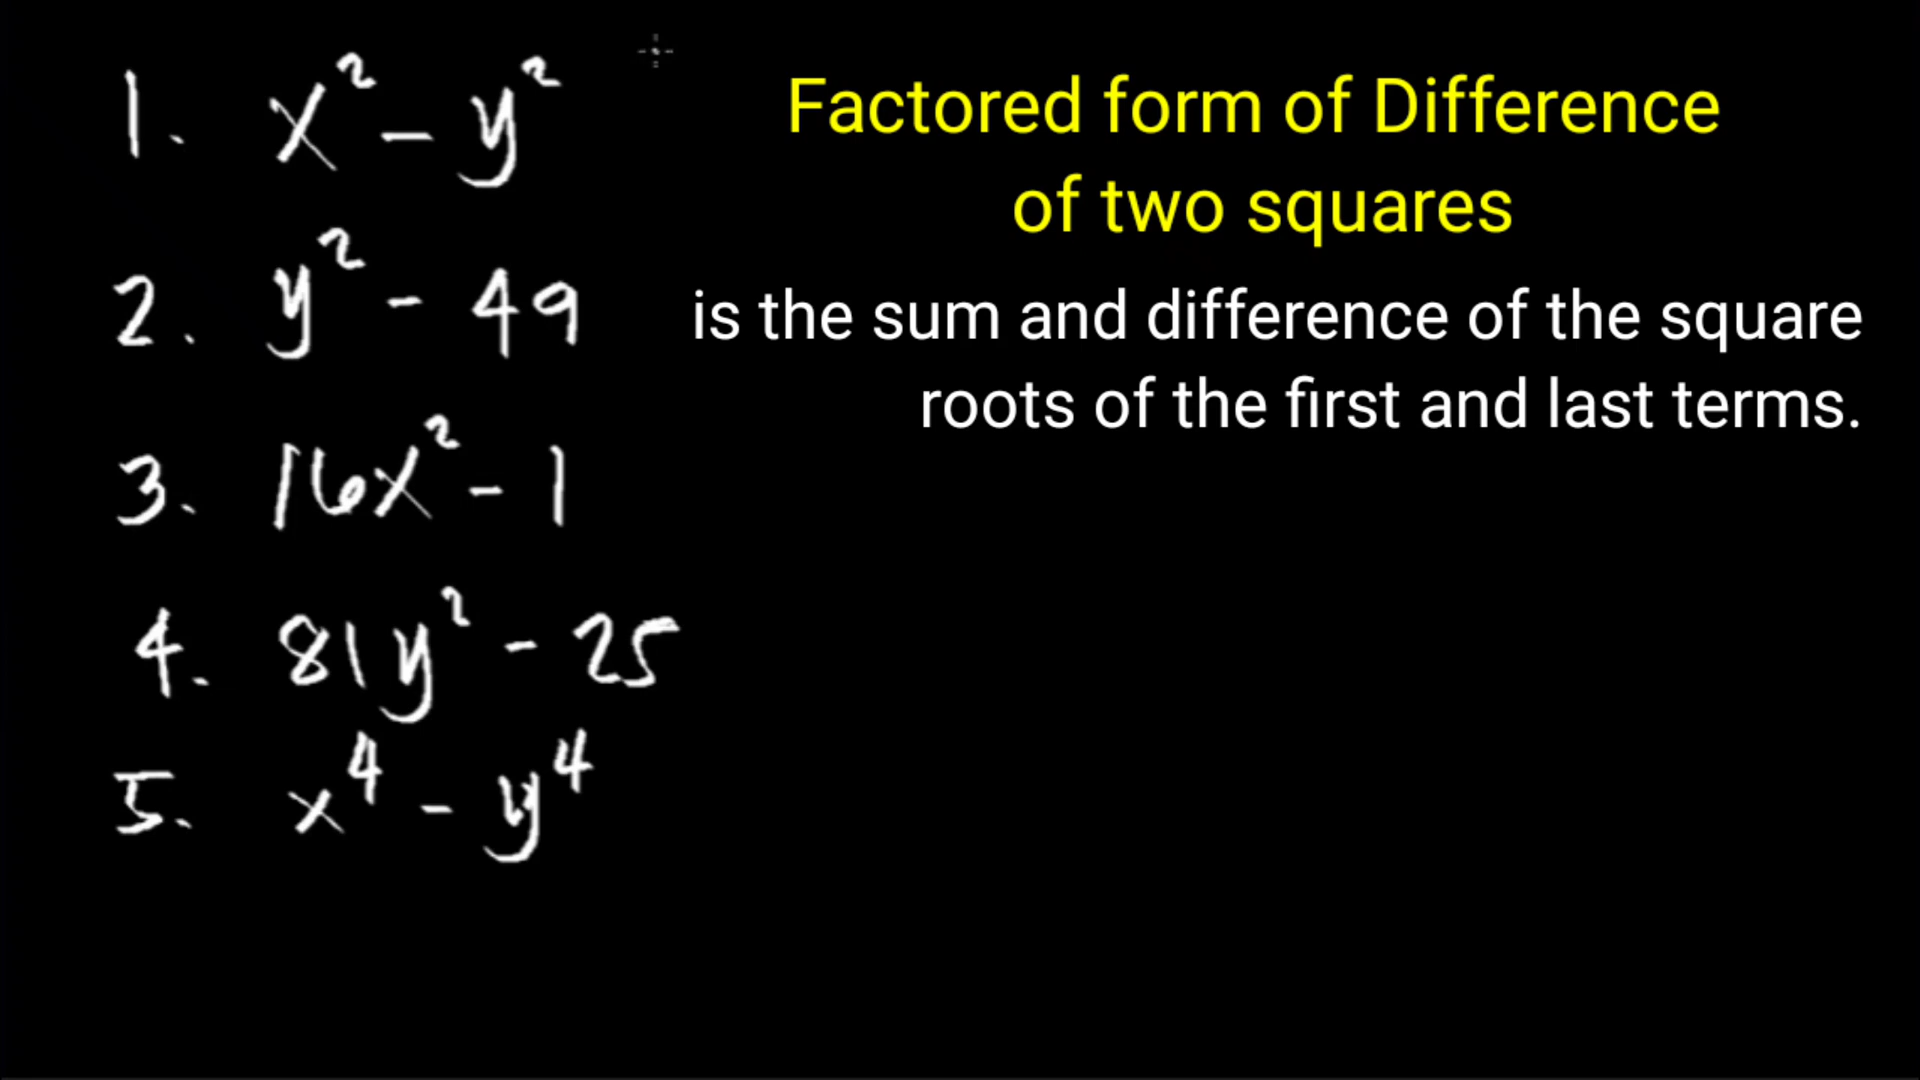 1. x² - y²
Factored form of Difference
of two squares
2. y² - 49
is the sum and difference of the square
roots of the first and last terms.
3. 16x² - 1
4. 81y² - 25
5. x⁴ - y⁴